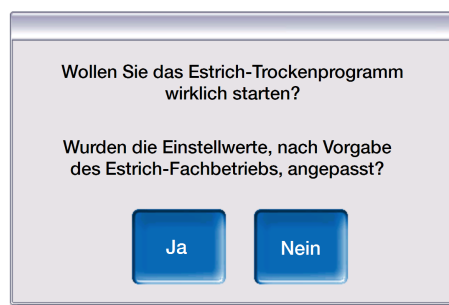 Wollen Sie das Estrich-Trockenprogramm
wirklich starten?
Wurden die Einstellwerte, nach Vorgabe
des Estrich-Fachbetriebs, angepasst?
Ja
Nein